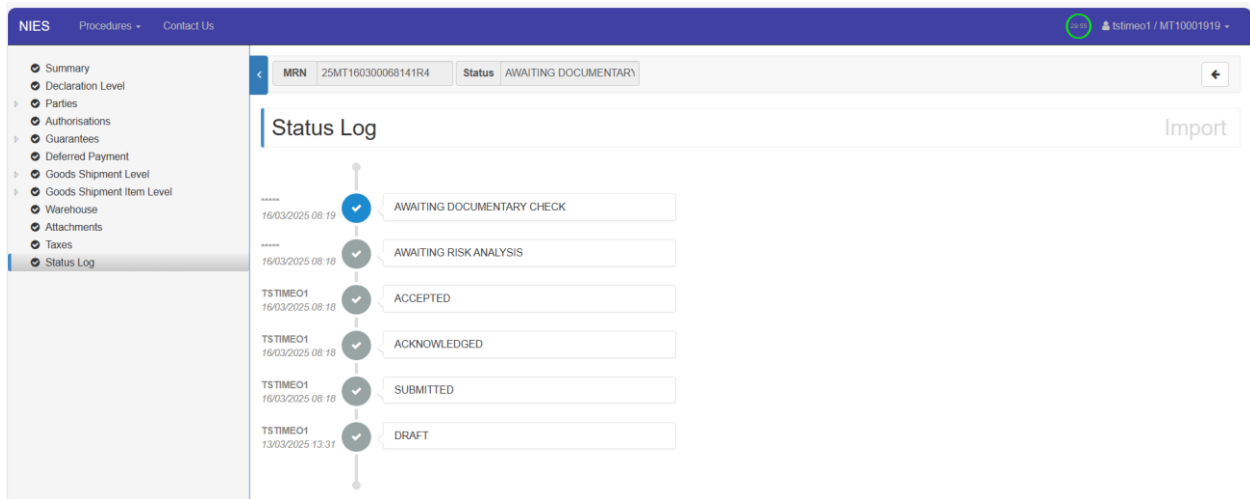 NIES Procedures Contact Us tstimeo1 / MT10001919
Summary
Declaration Level
Parties
Authorisations
Guarantees
Deferred Payment
Goods Shipment Level
Goods Shipment Item Level
Warehouse
Attachments
Taxes
Status Log
MRN 25MT160300068141R4 Status AWAITING DOCUMENTARY
Status Log Import
*****
16/03/2025 08:19 AWAITING DOCUMENTARY CHECK
*****
16/03/2025 08:18 AWAITING RISK ANALYSIS
TSTIMEO1
16/03/2025 08:18 ACCEPTED
TSTIMEO1
16/03/2025 08:18 ACKNOWLEDGED
TSTIMEO1
16/03/2025 08:18 SUBMITTED
TSTIMEO1
13/03/2025 13:31 DRAFT